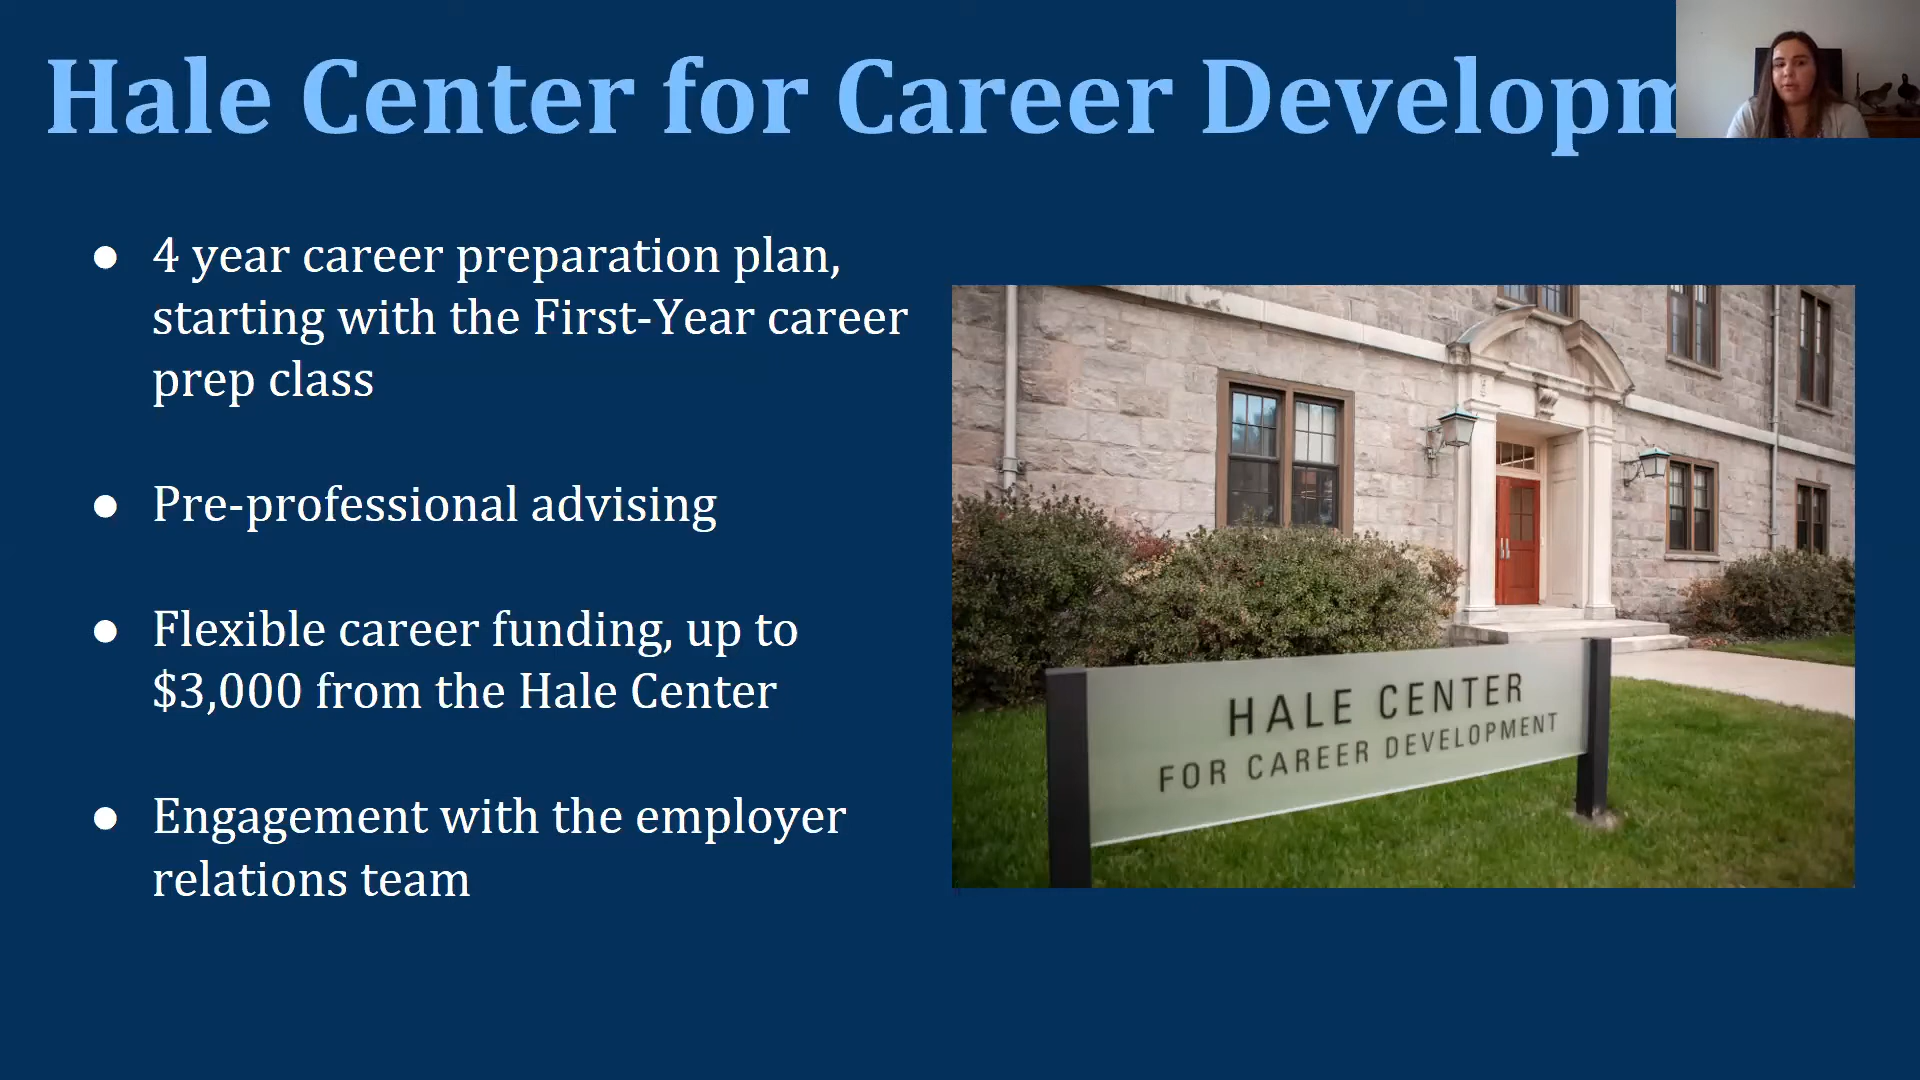 Hale Center for Career Developm
● 4 year career preparation plan,
starting with the First-Year career
prep class
● Pre-professional advising
● Flexible career funding, up to
$3,000 from the Hale Center
● Engagement with the employer
relations team
HALE CENTER
FOR CAREER DEVELOPMENT